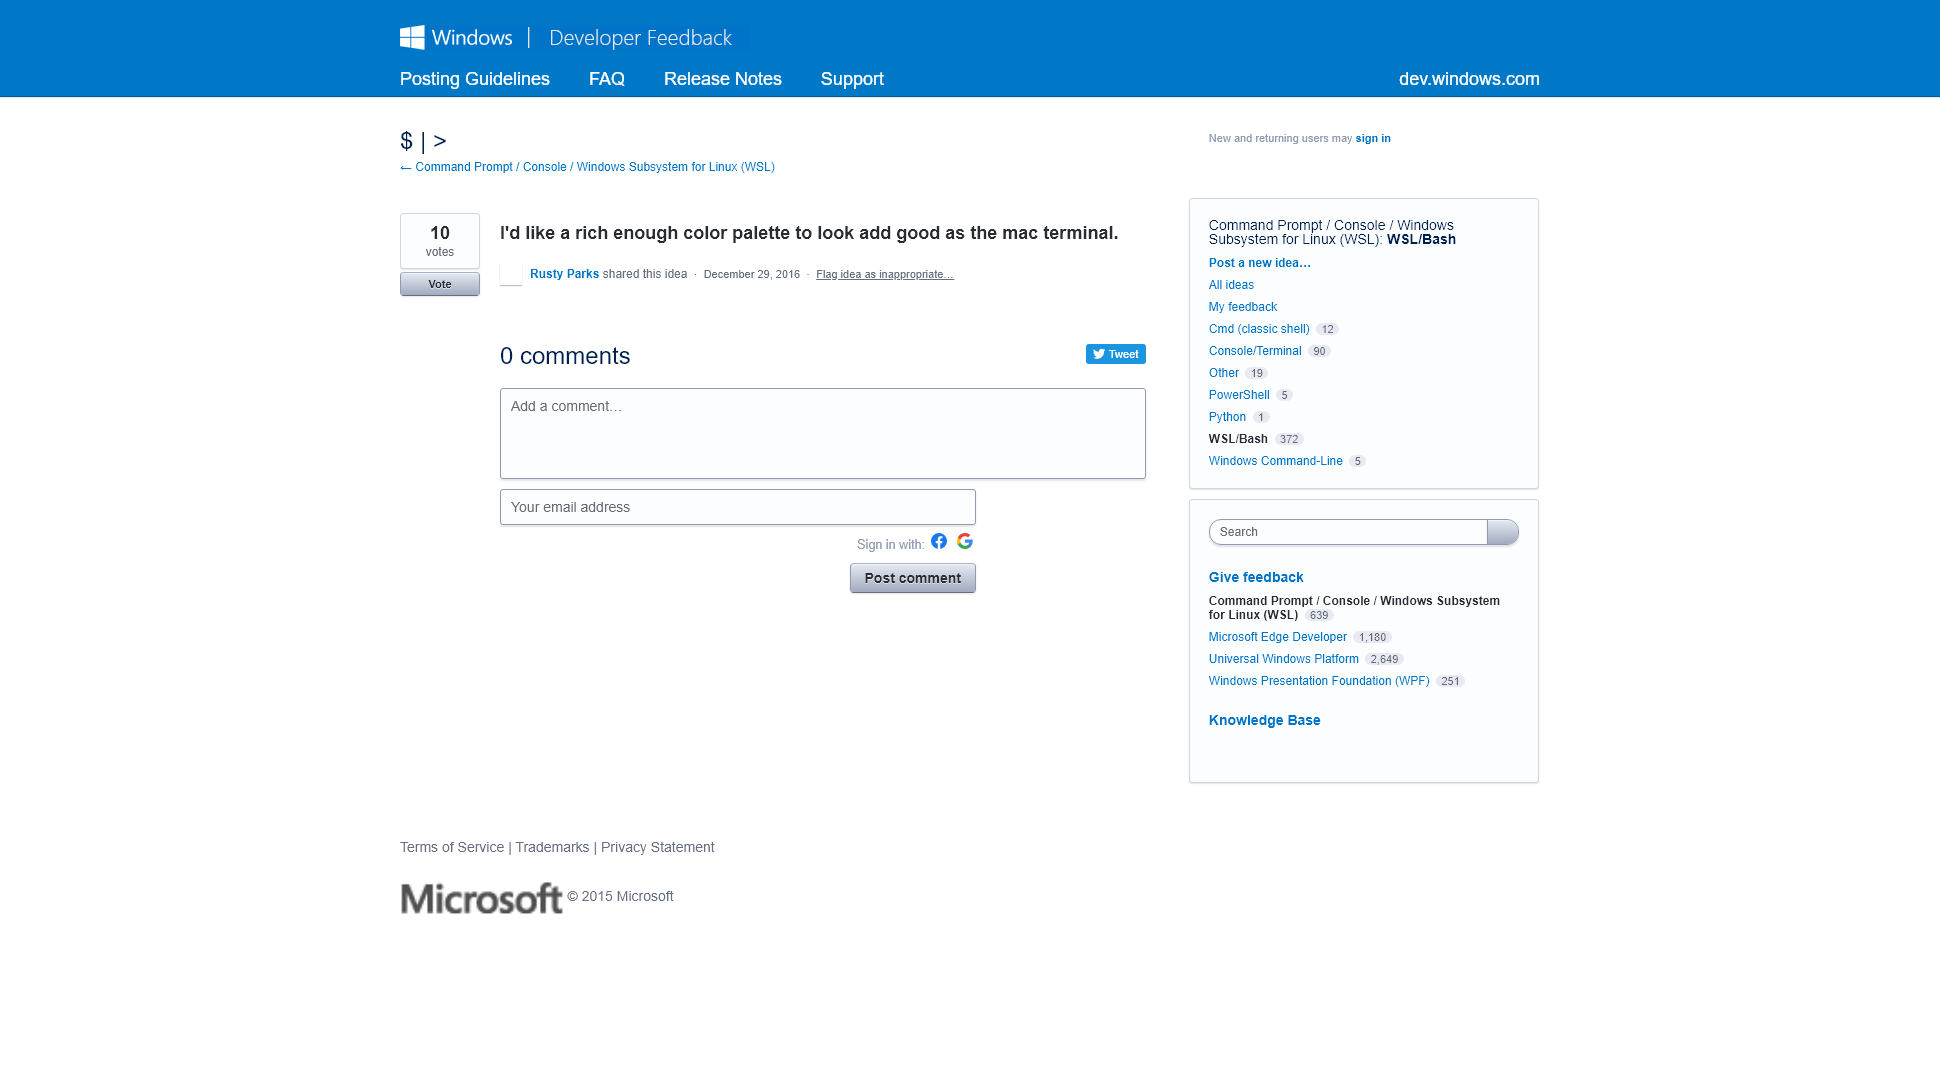 Windows | Developer Feedback
Posting Guidelines FAQ Release Notes Support dev.windows.com
$ | >
← Command Prompt / Console / Windows Subsystem for Linux (WSL)
New and returning users may sign in
10
votes
Vote
I'd like a rich enough color palette to look add good as the mac terminal.
Rusty Parks shared this idea · December 29, 2016 · Flag idea as inappropriate…
0 comments
Tweet
Add a comment…
Your email address
Sign in with:
Post comment
Command Prompt / Console / Windows
Subsystem for Linux (WSL): WSL/Bash
Post a new idea…
All ideas
My feedback
Cmd (classic shell) 12
Console/Terminal 90
Other 19
PowerShell 5
Python 1
WSL/Bash 372
Windows Command-Line 5
Search
Give feedback
Command Prompt / Console / Windows Subsystem
for Linux (WSL) 639
Microsoft Edge Developer 1,180
Universal Windows Platform 2,649
Windows Presentation Foundation (WPF) 251
Knowledge Base
Terms of Service | Trademarks | Privacy Statement
Microsoft © 2015 Microsoft